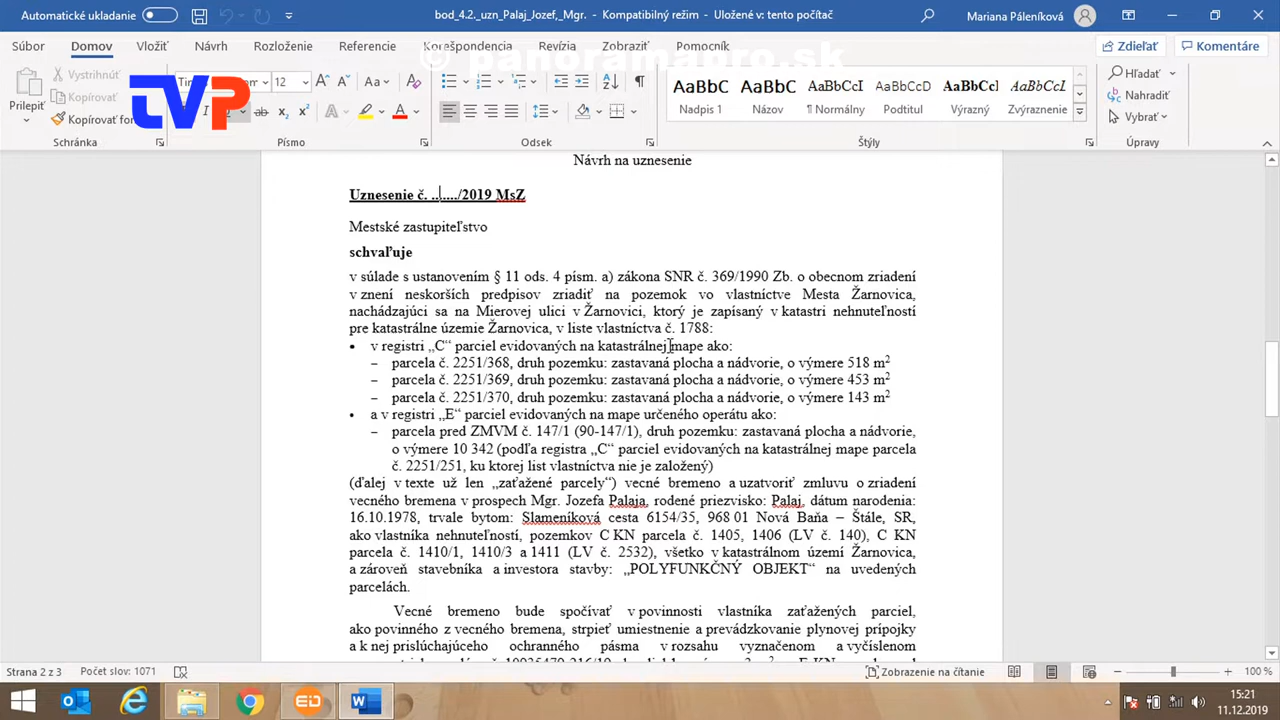 Automatické ukladanie
bod_4.2._uzn_Palaj_Jozef,_Mgr. - Kompatibilný režim - Uložené v: tento počítač
Mariana Páleníková
Súbor Domov Vložiť Návrh Rozloženie Referencie Korešpondencia Revízia Zobraziť Pomocník
Zdieľať Komentáre
TVP
Prilepiť
Vystrihnúť
Kopírovať
Kopírovať for
12
Aa
AaBbC AaBbC AaBbCcI AaBbCcD AaBbCcI AaBbCcD
Nadpis 1 Názov ¶ Normálny Podtitul Výrazný Zvýraznenie
Hľadať
Nahradiť
Vybrať
Schránka Písmo Odsek Štýly
Návrh na uznesenie
Uznesenie č. ......./2019 MsZ
Mestské zastupiteľstvo
schvaľuje
v súlade s ustanovením § 11 ods. 4 písm. a) zákona SNR č. 369/1990 Zb. o obecnom zriadení
v znení neskorších predpisov zriadiť na pozemok vo vlastníctve Mesta Žarnovica,
nachádzajúci sa na Mierovej ulici v Žarnovici, ktorý je zapísaný v katastri nehnuteľností
pre katastrálne územie Žarnovica, v liste vlastníctva č. 1788:
• v registri „C“ parciel evidovaných na katastrálnej mape ako:
– parcela č. 2251/368, druh pozemku: zastavaná plocha a nádvorie, o výmere 518 m²
– parcela č. 2251/369, druh pozemku: zastavaná plocha a nádvorie, o výmere 453 m²
– parcela č. 2251/370, druh pozemku: zastavaná plocha a nádvorie, o výmere 143 m²
• a v registri „E“ parciel evidovaných na mape určeného operátu ako:
– parcela pred ZMVM č. 147/1 (90-147/1), druh pozemku: zastavaná plocha a nádvorie,
o výmere 10 342 (podľa registra „C“ parciel evidovaných na katastrálnej mape parcela
č. 2251/251, ku ktorej list vlastníctva nie je založený)
(ďalej v texte už len „zaťažené parcely“) vecné bremeno a uzatvoriť zmluvu o zriadení
vecného bremena v prospech Mgr. Jozefa Palaja, rodené priezvisko: Palaj, dátum narodenia:
16.10.1978, trvale bytom: Slameníková cesta 6154/35, 968 01 Nová Baňa – Štále, SR,
ako vlastníka nehnuteľností, pozemkov C KN parcela č. 1405, 1406 (LV č. 140), C KN
parcela č. 1410/1, 1410/3 a 1411 (LV č. 2532), všetko v katastrálnom území Žarnovica,
a zároveň stavebníka a investora stavby: „POLYFUNKČNÝ OBJEKT“ na uvedených
parcelách.
Vecné bremeno bude spočívať v povinnosti vlastníka zaťažených parciel,
ako povinného z vecného bremena, strpieť umiestnenie a prevádzkovanie plynovej prípojky
a k nej prislúchajúceho ochranného pásma v rozsahu vyznačenom a vyčíslenom
Strana 2 z 3 Počet slov: 1071
Zobrazenie na čítanie
100 %
15:21
11.12.2019